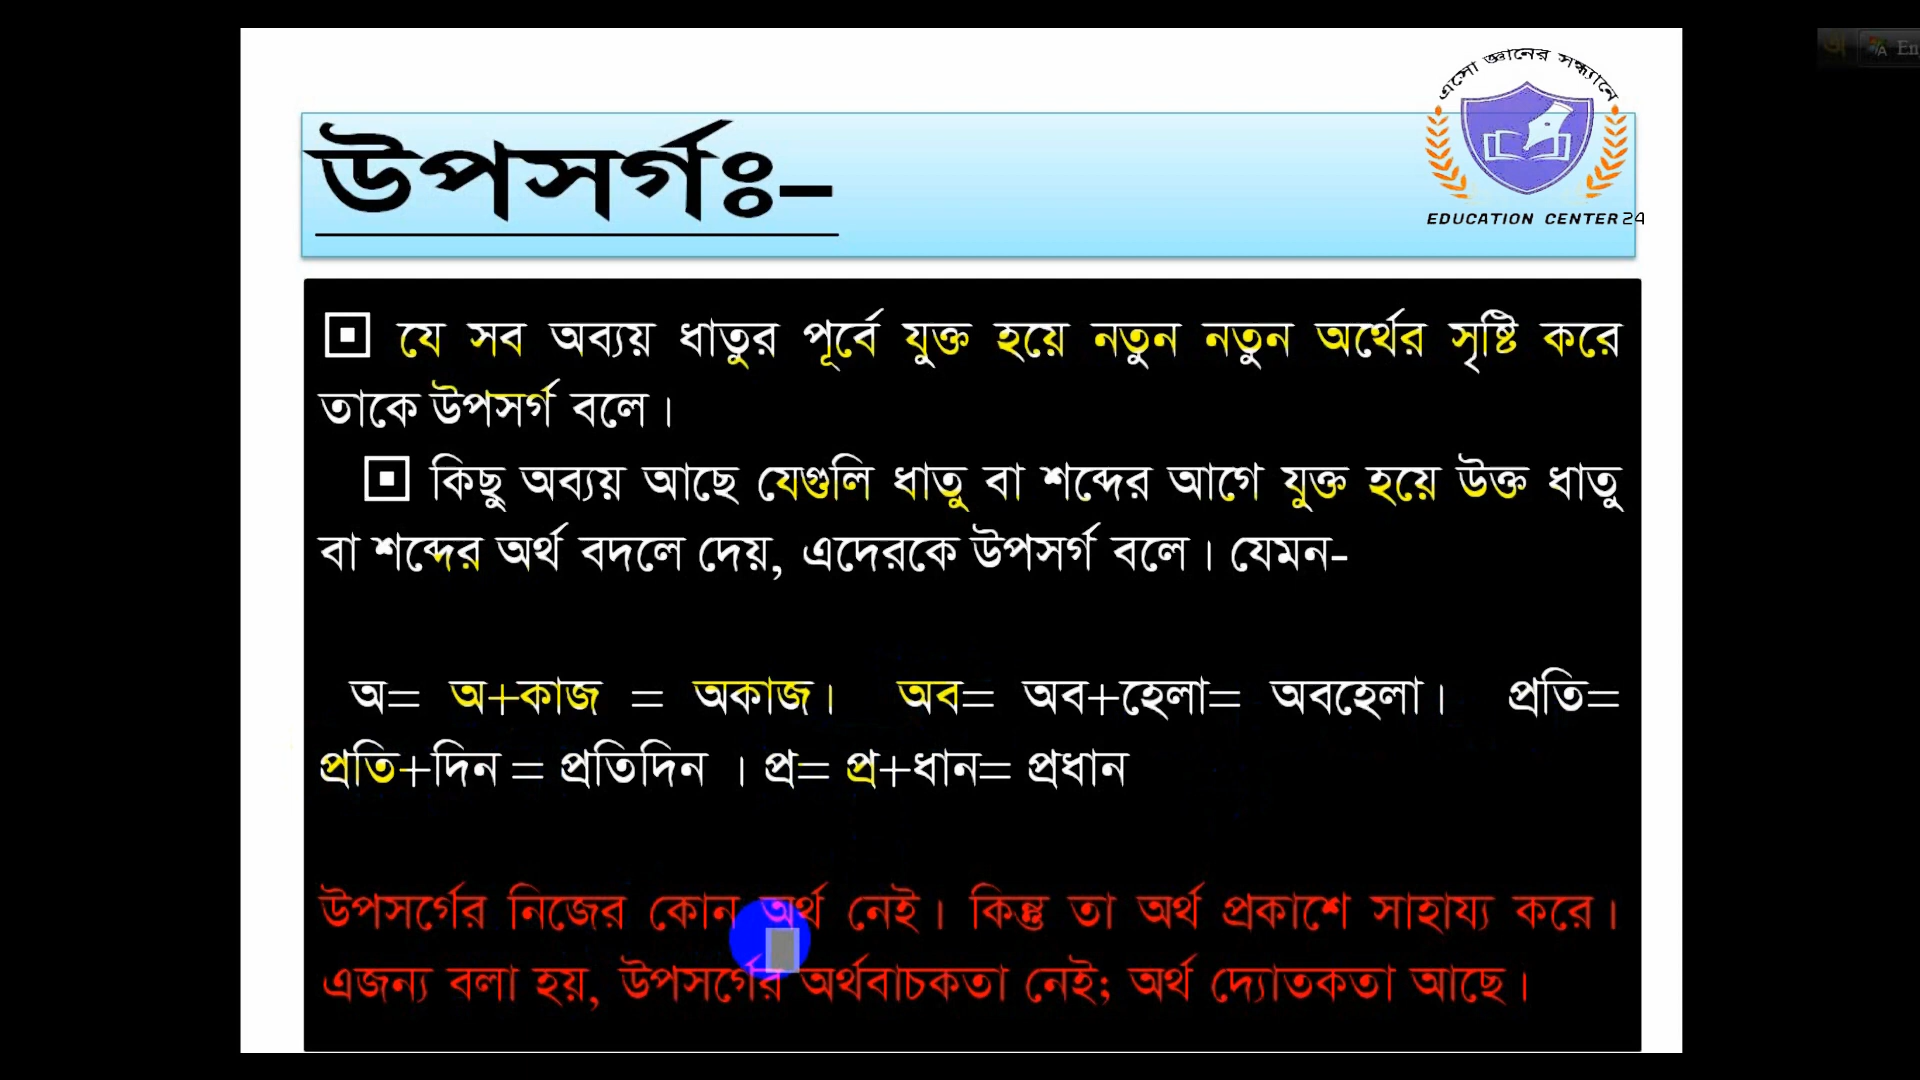 এসো জ্ঞানের সন্ধ্যানে
উপসর্গঃ-
EDUCATION CENTER 24
যে সব অব্যয় ধাতুর পূর্বে যুক্ত হয়ে নতুন নতুন অর্থের সৃষ্টি করে
তাকে উপসর্গ বলে।
কিছু অব্যয় আছে যেগুলি ধাতু বা শব্দের আগে যুক্ত হয়ে উক্ত ধাতু
বা শব্দের অর্থ বদলে দেয়, এদেরকে উপসর্গ বলে। যেমন-
অ= অ+কাজ = অকাজ। অব= অব+হেলা= অবহেলা। প্রতি=
প্রতি+দিন = প্রতিদিন । প্র= প্র+ধান= প্রধান
উপসর্গের নিজের কোন অর্থ নেই। কিন্তু তা অর্থ প্রকাশে সাহায্য করে।
এজন্য বলা হয়, উপসর্গের অর্থবাচকতা নেই; অর্থ দ্যোতকতা আছে।